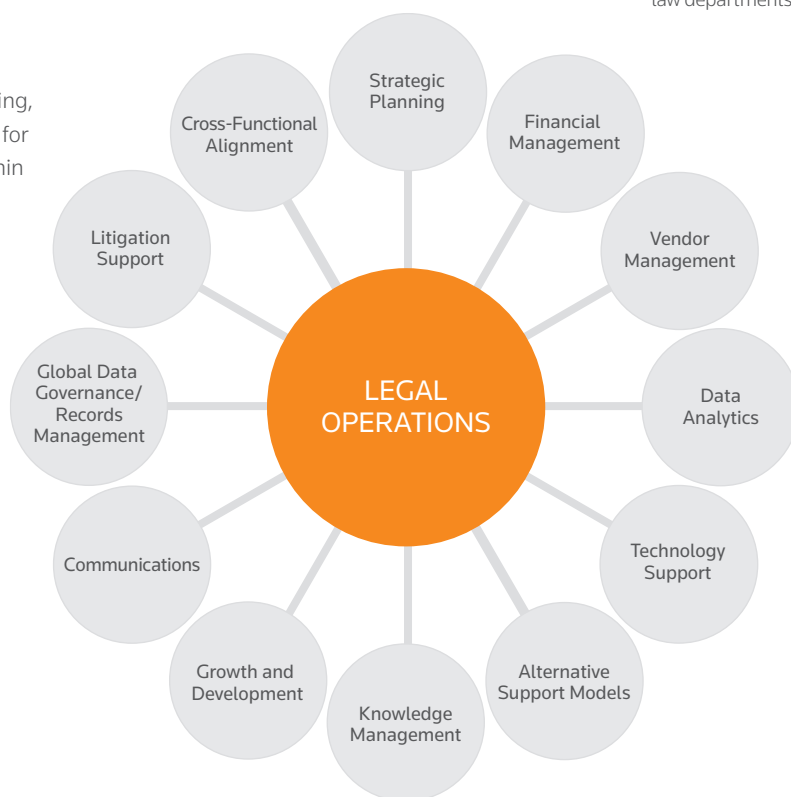 law departments
ing,
for
hin
Strategic
Planning
Cross-Functional
Alignment
Financial
Management
Litigation
Support
Vendor
Management
Global Data
Governance/
Records
Management
LEGAL
OPERATIONS
Data
Analytics
Communications
Technology
Support
Growth and
Development
Knowledge
Management
Alternative
Support Models